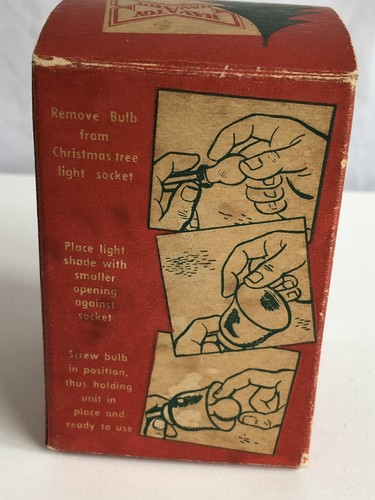 Remove Bulb
from
Christmas tree
light socket
Place light
shade with
smaller
opening
against
socket
Screw bulb
in position,
thus holding
unit in
place and
ready to use